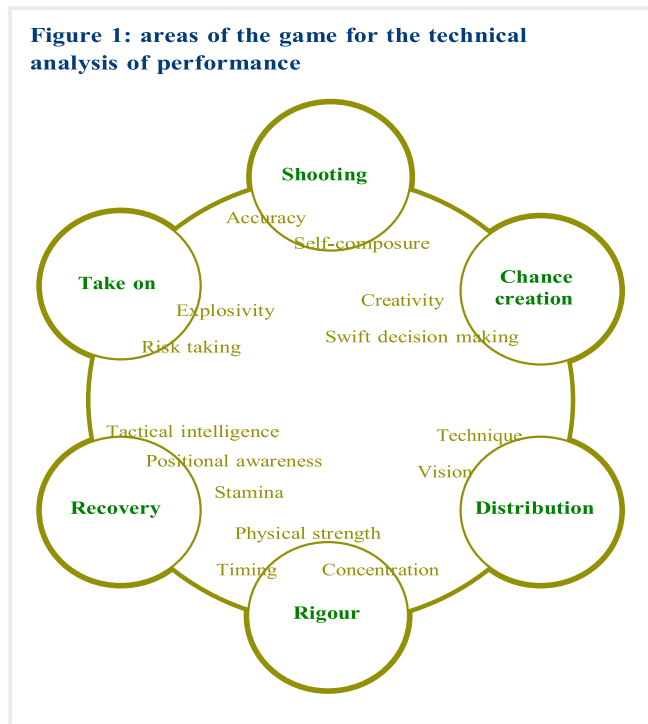 Figure 1: areas of the game for the technical
analysis of performance
Shooting
Accuracy
Self-composure
Take on
Chance
creation
Explosivity
Creativity
Risk taking
Swift decision making
Tactical intelligence
Technique
Positional awareness
Vision
Stamina
Recovery
Distribution
Physical strength
Timing
Concentration
Rigour